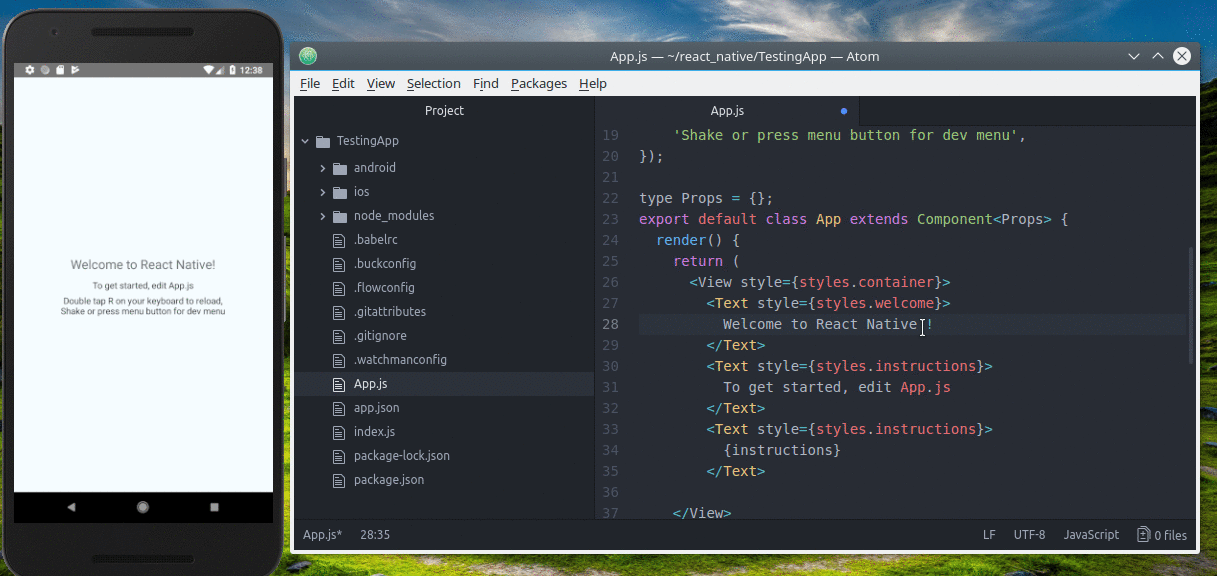 12:38
Welcome to React Native!
To get started, edit App.js
Double tap R on your keyboard to reload,
Shake or press menu button for dev menu
App.js — ~/react_native/TestingApp — Atom
File Edit View Selection Find Packages Help
Project
TestingApp
android
ios
node_modules
.babelrc
.buckconfig
.flowconfig
.gitattributes
.gitignore
.watchmanconfig
App.js
app.json
index.js
package-lock.json
package.json
App.js
19 'Shake or press menu button for dev menu',
20 });
21
22 type Props = {};
23 export default class App extends Component<Props> {
24 render() {
25 return (
26 <View style={styles.container}>
27 <Text style={styles.welcome}>
28 Welcome to React Native !
29 </Text>
30 <Text style={styles.instructions}>
31 To get started, edit App.js
32 </Text>
33 <Text style={styles.instructions}>
34 {instructions}
35 </Text>
36
37 </View>
App.js* 28:35 LF UTF-8 JavaScript 0 files